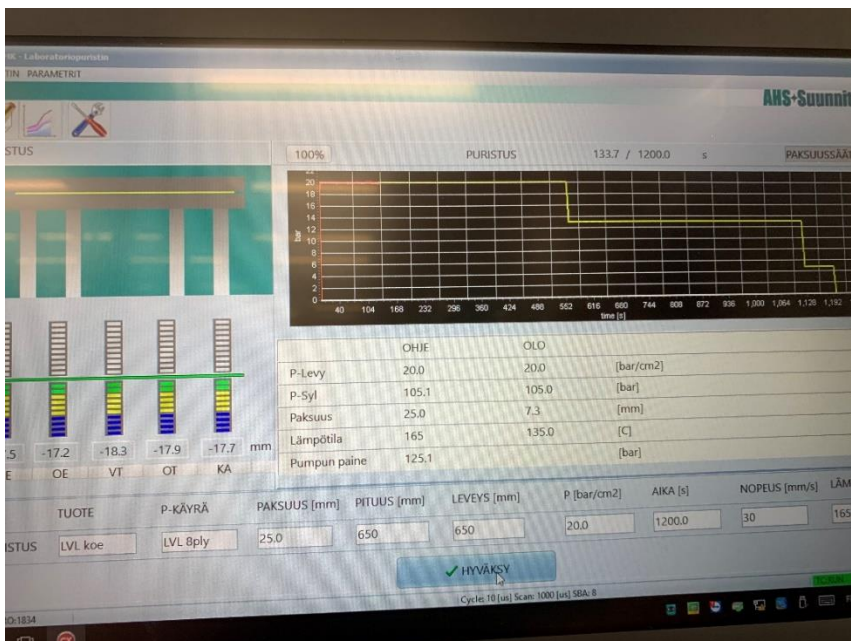 - Laboratoriopuristin
TIN PARAMETRIT
AHS+Suunnit
STUS
100% PURISTUS 133.7 / 1200.0 s PAKSUUSSÄÄ
22
20
18
16
14
12
10
8
6
4
2
0
bar
40 104 168 232 296 360 424 488 552 616 680 744 808 872 936 1,000 1,064 1,128 1,192
time [s]
OHJE OLO
P-Levy 20.0 20.0 [bar/cm2]
P-Syl 105.1 105.0 [bar]
Paksuus 25.0 7.3 [mm]
Lämpötila 165 135.0 [C]
Pumpun paine 125.1 [bar]
.5 -17.2 -18.3 -17.9 -17.7 mm
E OE VT OT KA
TUOTE P-KÄYRÄ PAKSUUS [mm] PITUUS [mm] LEVEYS [mm] P [bar/cm2] AIKA [s] NOPEUS [mm/s] LÄM
ISTUS LVL koe LVL 8ply 25.0 650 650 20.0 1200.0 30 165
HYVÄKSY
Cycle: 10 [us] Scan: 1000 [us] SBA: 8
O:1834